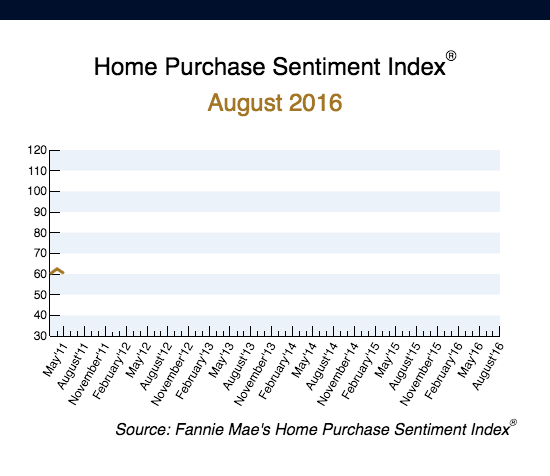 Home Purchase Sentiment Index®
August 2016
120
110
100
90
80
70
60
50
40
30
May'11
August'11
November'11
February'12
May'12
August'12
November'12
February'13
May'13
August'13
November'13
February'14
May'14
August'14
November'14
February'15
May'15
August'15
November'15
February'16
May'16
August'16
Source: Fannie Mae's Home Purchase Sentiment Index®